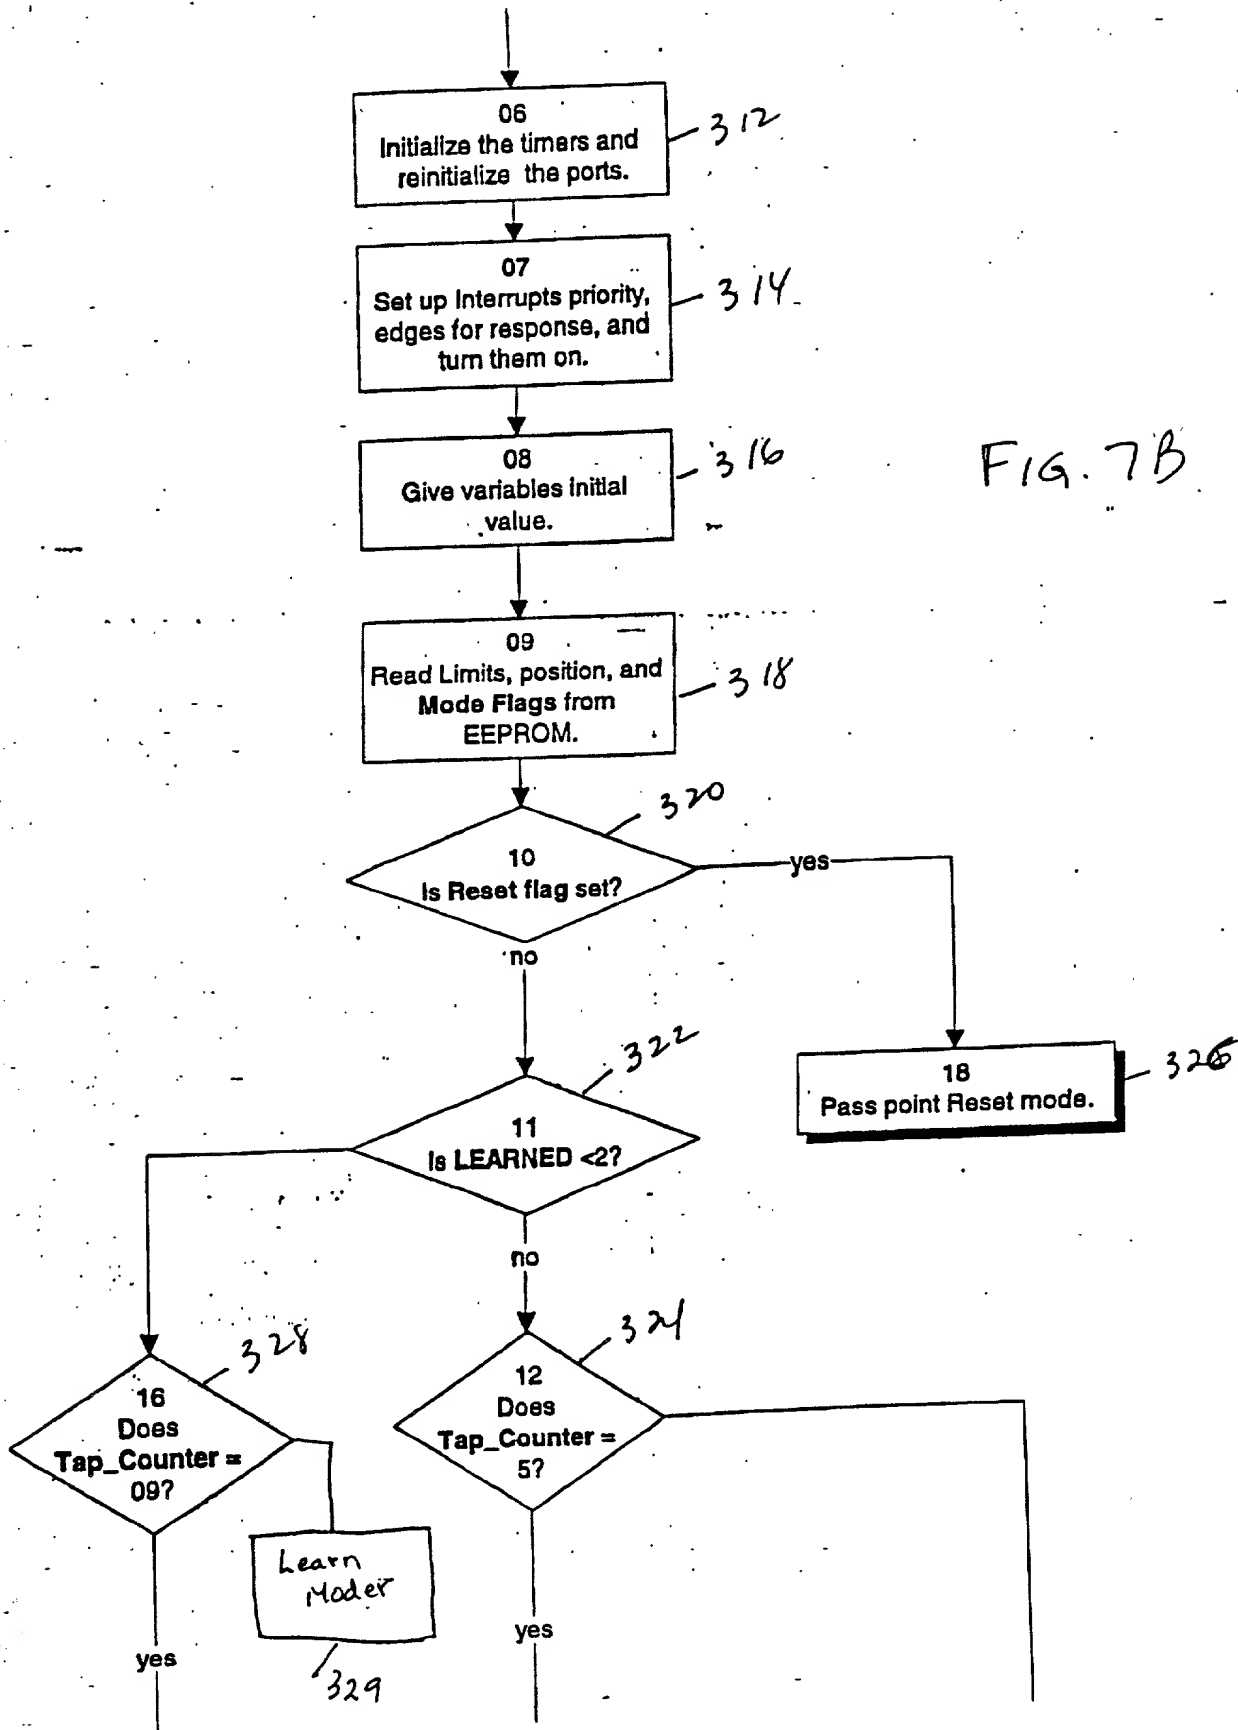 06
Initialize the timers and
reinitialize the ports.
312
07
Set up Interrupts priority,
edges for response, and
turn them on.
314
08
Give variables initial
value.
316
FIG. 7B
09
Read Limits, position, and
Mode Flags from
EEPROM.
318
10
Is Reset flag set?
320
yes
no
18
Pass point Reset mode.
326
11
Is LEARNED <2?
322
no
16
Does
Tap_Counter =
09?
328
12
Does
Tap_Counter =
5?
324
Learn
Moder
329
yes
yes